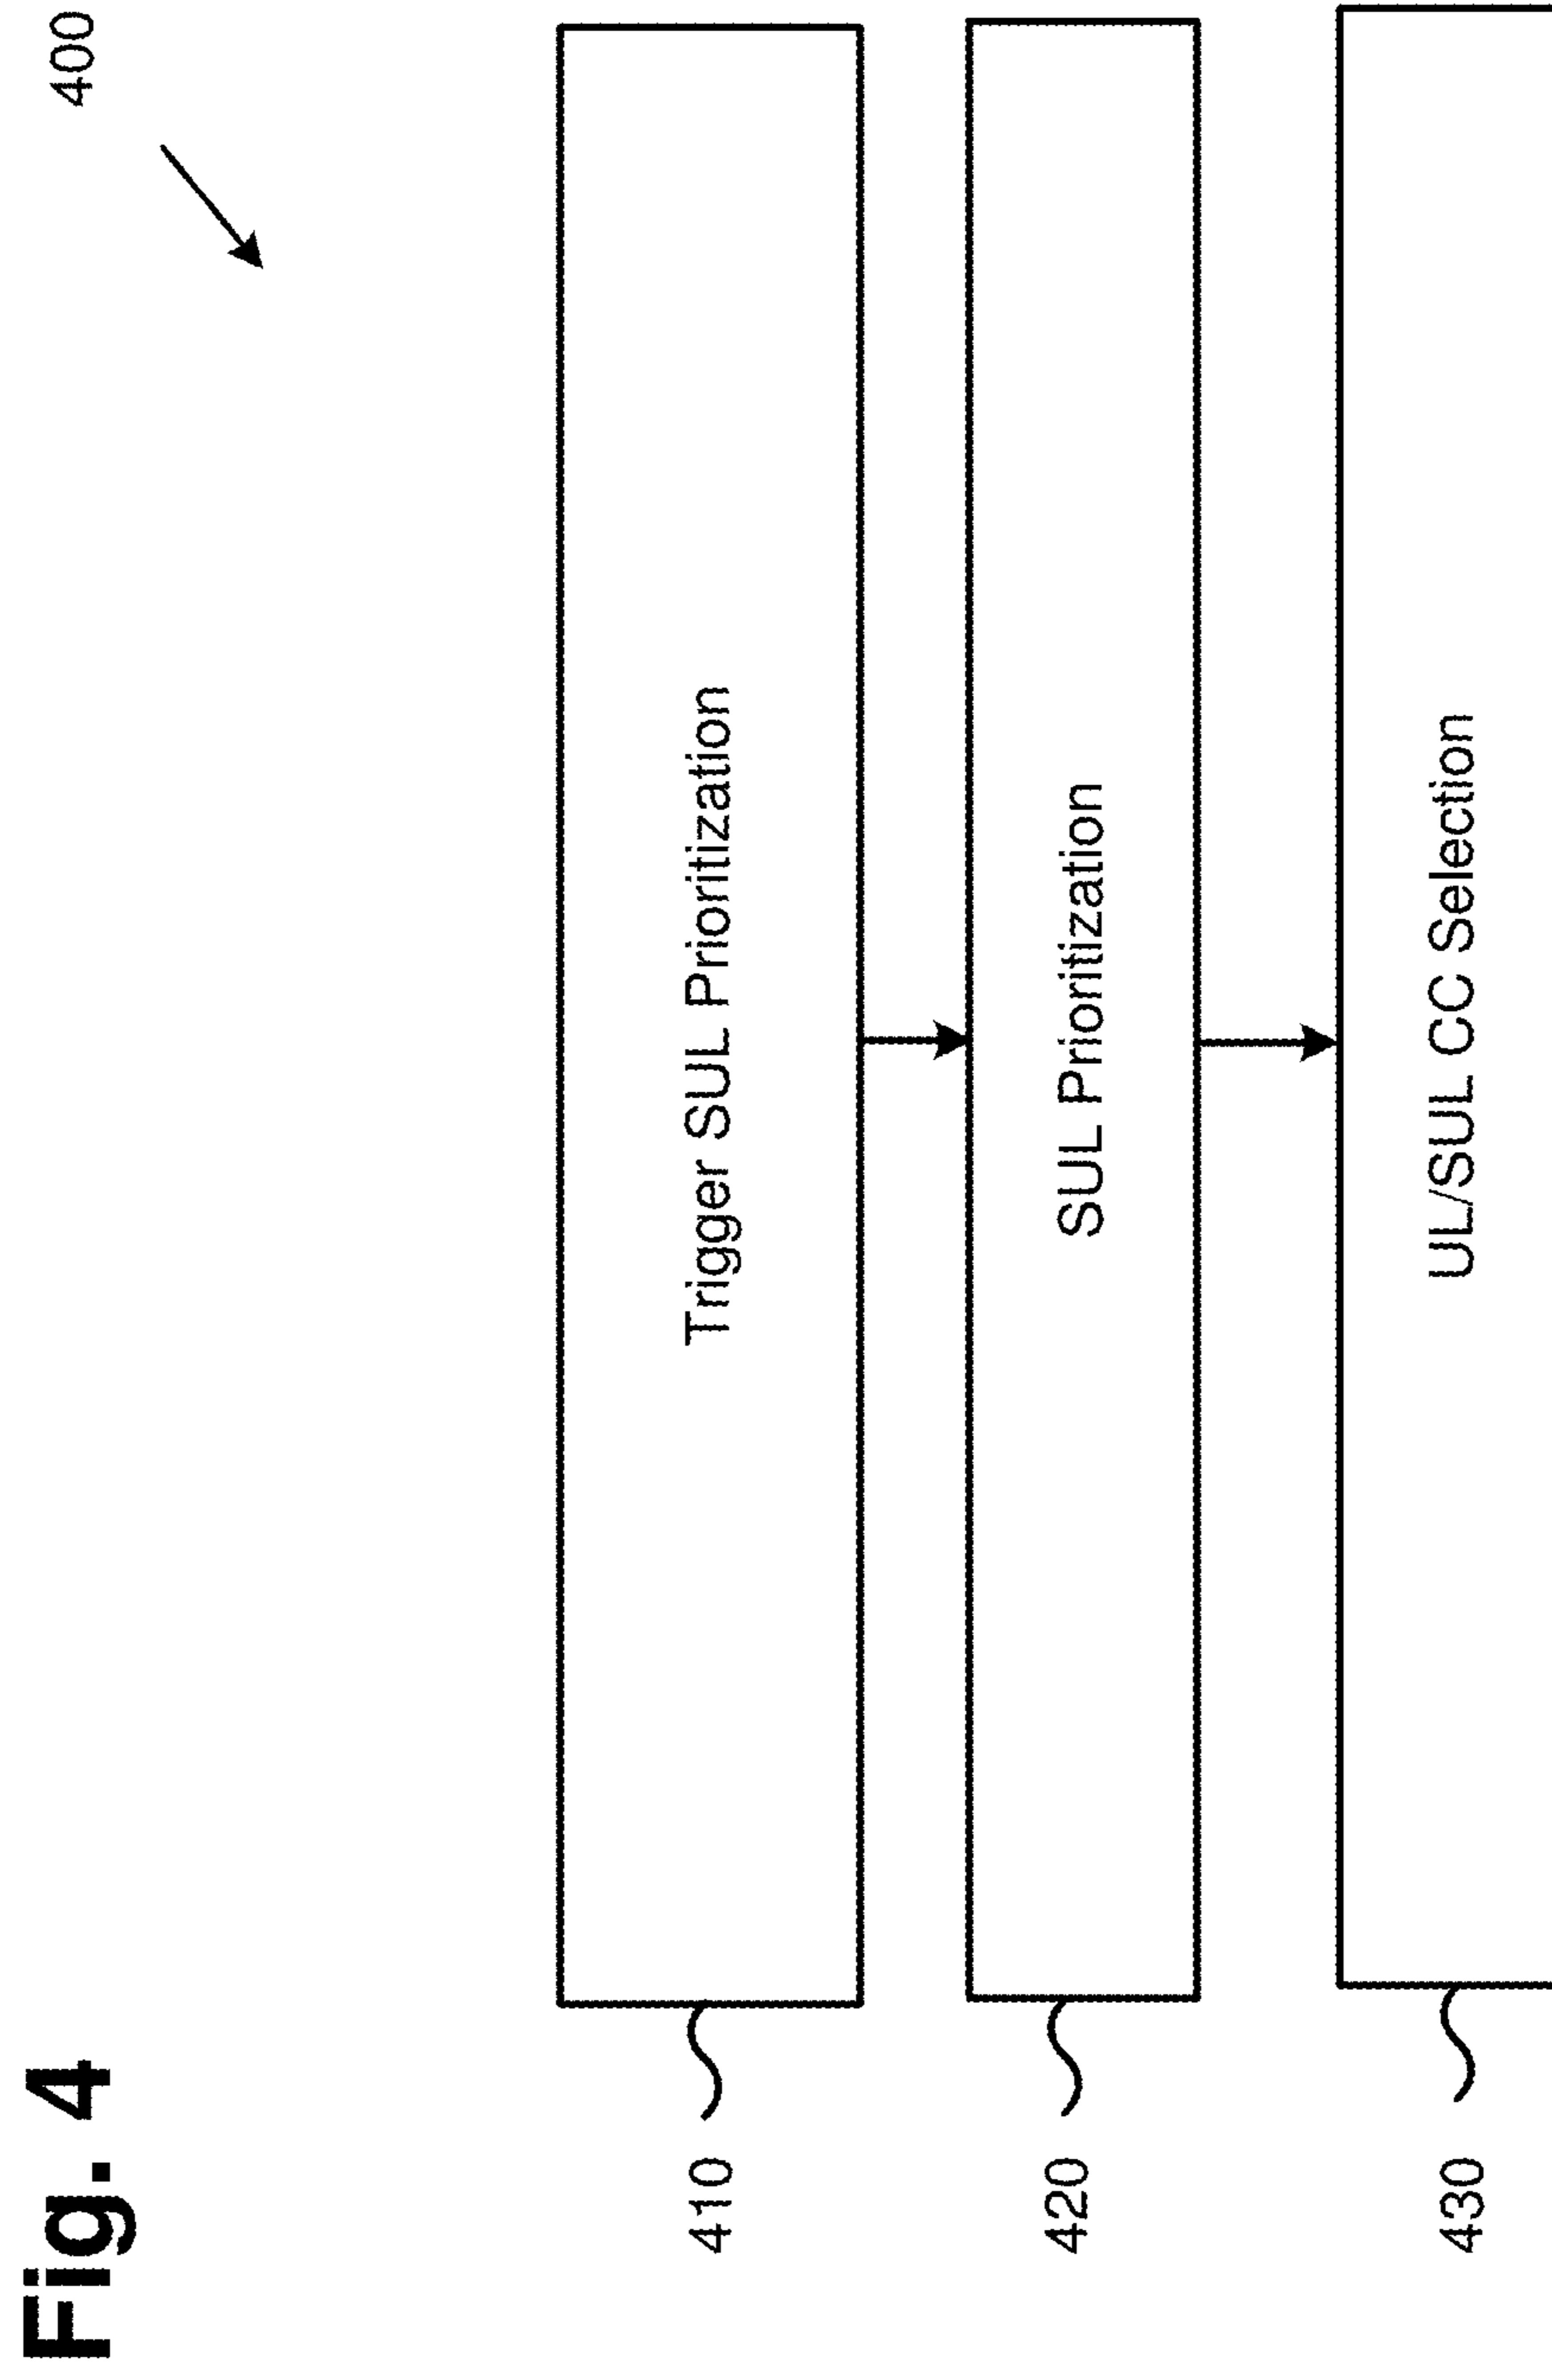 Fig. 4
400
410
Trigger SUL Prioritization
420
SUL Prioritization
430
UL/SUL CC Selection